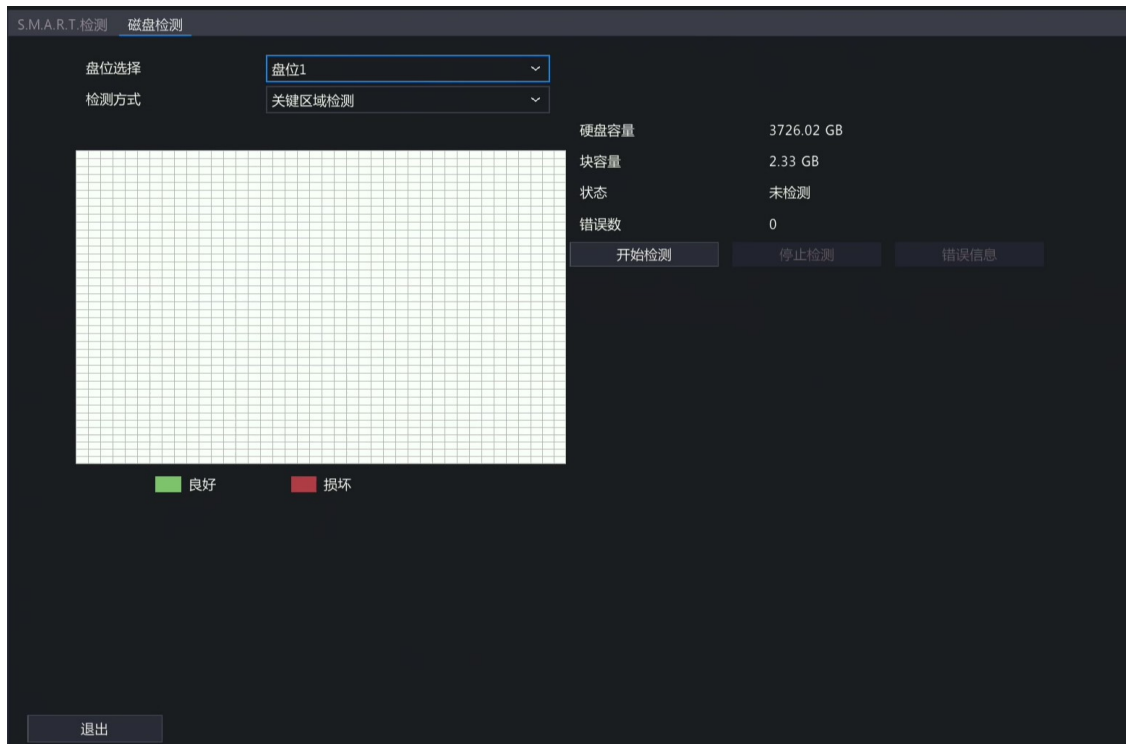 S.M.A.R.T.检测 磁盘检测
盘位选择 盘位1
检测方式 关键区域检测
硬盘容量 3726.02 GB
块容量 2.33 GB
状态 未检测
错误数 0
开始检测 停止检测 错误信息
良好 损坏
退出